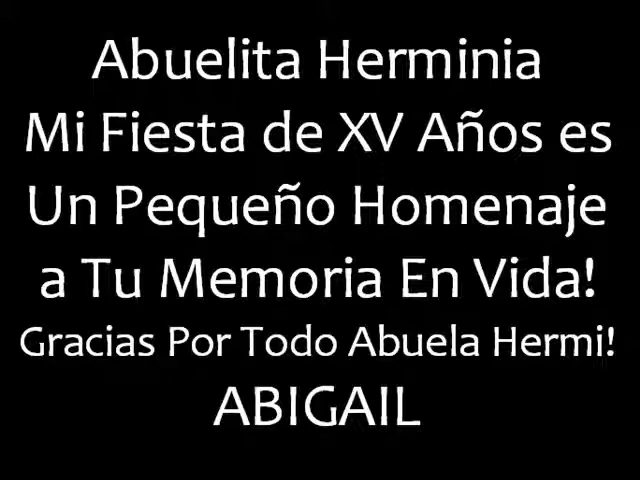 Abuelita Herminia
Mi Fiesta de XV Años es
Un Pequeño Homenaje
a Tu Memoria En Vida!
Gracias Por Todo Abuela Hermi!
ABIGAIL